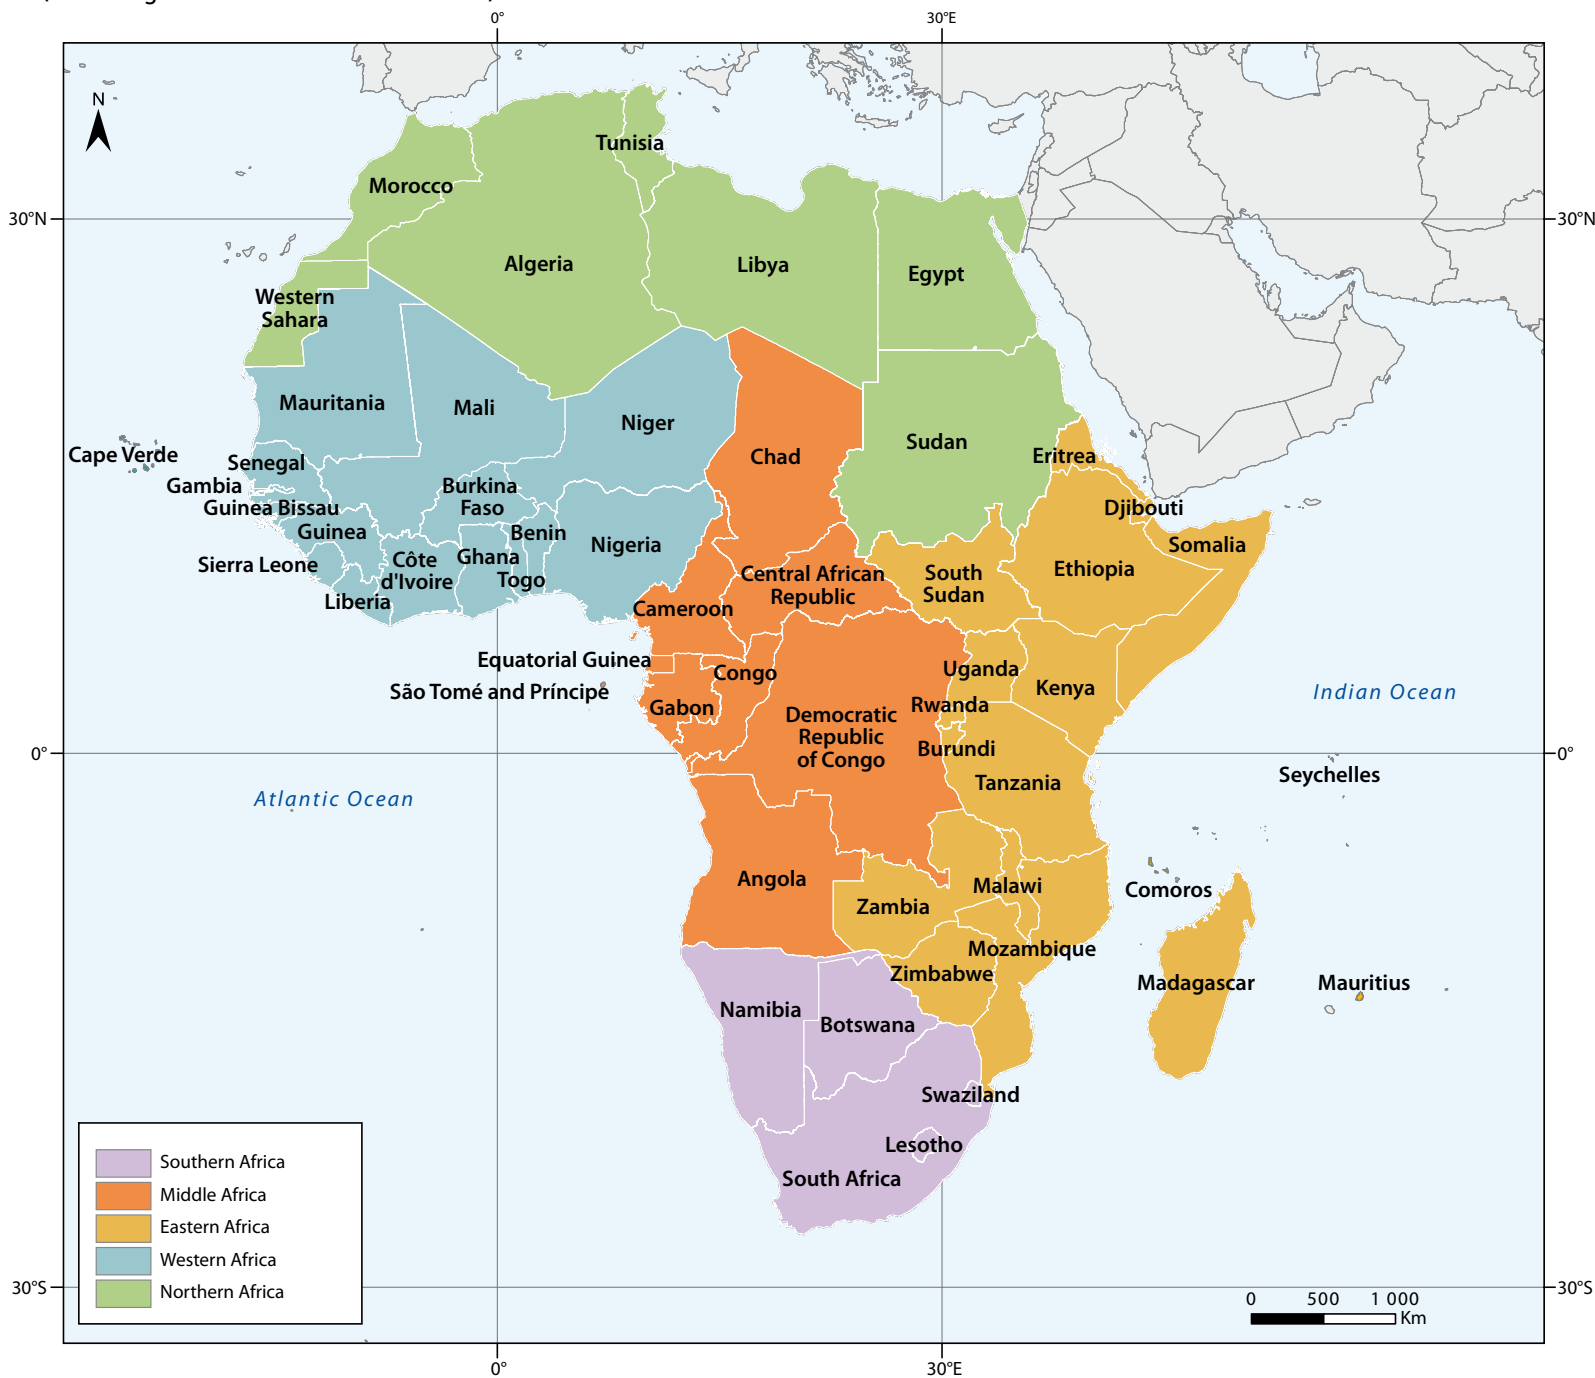 0°
30°E
N
30°N
30°N
Tunisia
Morocco
Algeria
Libya
Egypt
Western
Sahara
Mauritania
Mali
Niger
Chad
Sudan
Eritrea
Cape Verde
Senegal
Gambia
Guinea Bissau
Guinea
Sierra Leone
Liberia
Côte
d'Ivoire
Burkina
Faso
Ghana
Togo
Benin
Nigeria
Djibouti
Somalia
Ethiopia
South
Sudan
Central African
Republic
Cameroon
Equatorial Guinea
São Tomé and Príncipe
Gabon
Congo
Democratic
Republic
of Congo
Uganda
Kenya
Rwanda
Burundi
Tanzania
Indian Ocean
0°
0°
Seychelles
Atlantic Ocean
Angola
Zambia
Malawi
Mozambique
Comoros
Zimbabwe
Madagascar
Mauritius
Namibia
Botswana
Swaziland
Lesotho
South Africa
Southern Africa
Middle Africa
Eastern Africa
Western Africa
Northern Africa
30°S
30°S
0 500 1 000
Km
0°
30°E